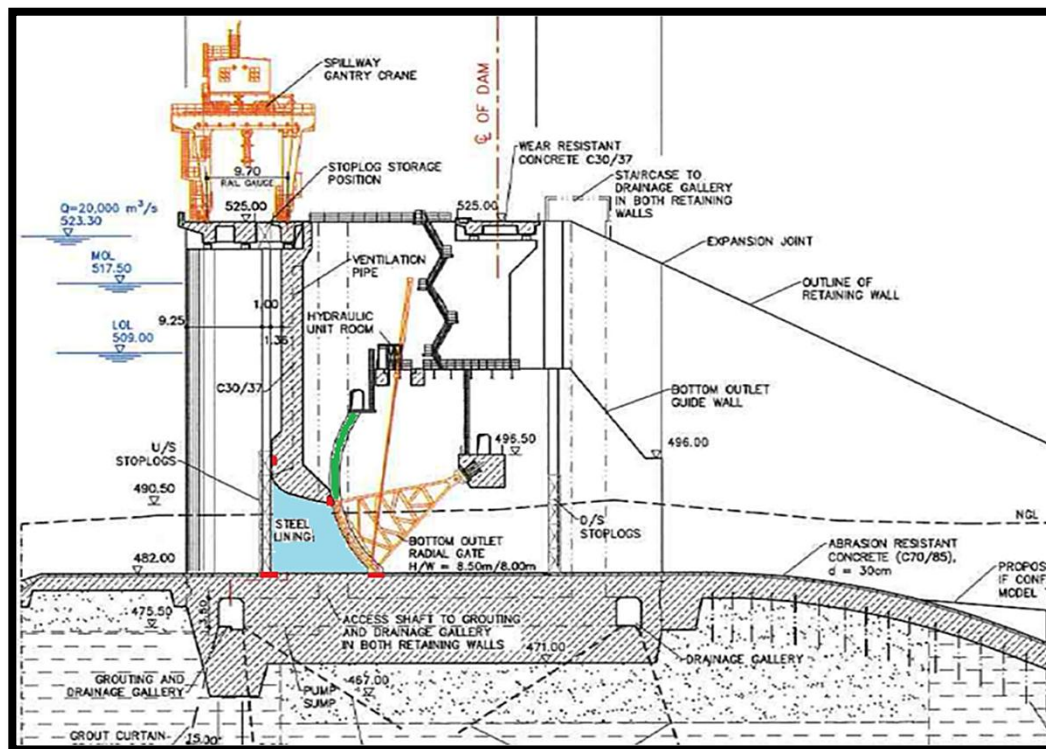 SPILLWAY
GANTRY CRANE
℄ OF DAM
WEAR RESISTANT
CONCRETE C30/37
STOPLOG STORAGE
POSITION
STAIRCASE TO
DRAINAGE GALLERY
IN BOTH RETAINING
WALLS
9.70
RAIL GAUGE
Q=20,000 m³/s
523.30
525.00
525.00
EXPANSION JOINT
MOL
517.50
VENTILATION
PIPE
OUTLINE OF
RETAINING WALL
1.00
9.25
HYDRAULIC
UNIT ROOM
LOL
509.00
1.35
C30/37
BOTTOM OUTLET
GUIDE WALL
U/S
STOPLOGS
496.50
496.00
490.50
STEEL
LINING
BOTTOM OUTLET
RADIAL GATE
H/W = 8.50m/8.00m
D/S
STOPLOGS
NGL
482.00
ABRASION RESISTANT
CONCRETE (C70/85),
d = 30cm
PROPOS
IF CONF
MODEL
475.50
ACCESS SHAFT TO GROUTING
AND DRAINAGE GALLERY
IN BOTH RETAINING WALLS
471.00
DRAINAGE GALLERY
GROUTING AND
DRAINAGE GALLERY
PUMP
SUMP
467.00
GROUT CURTAIN
15.00